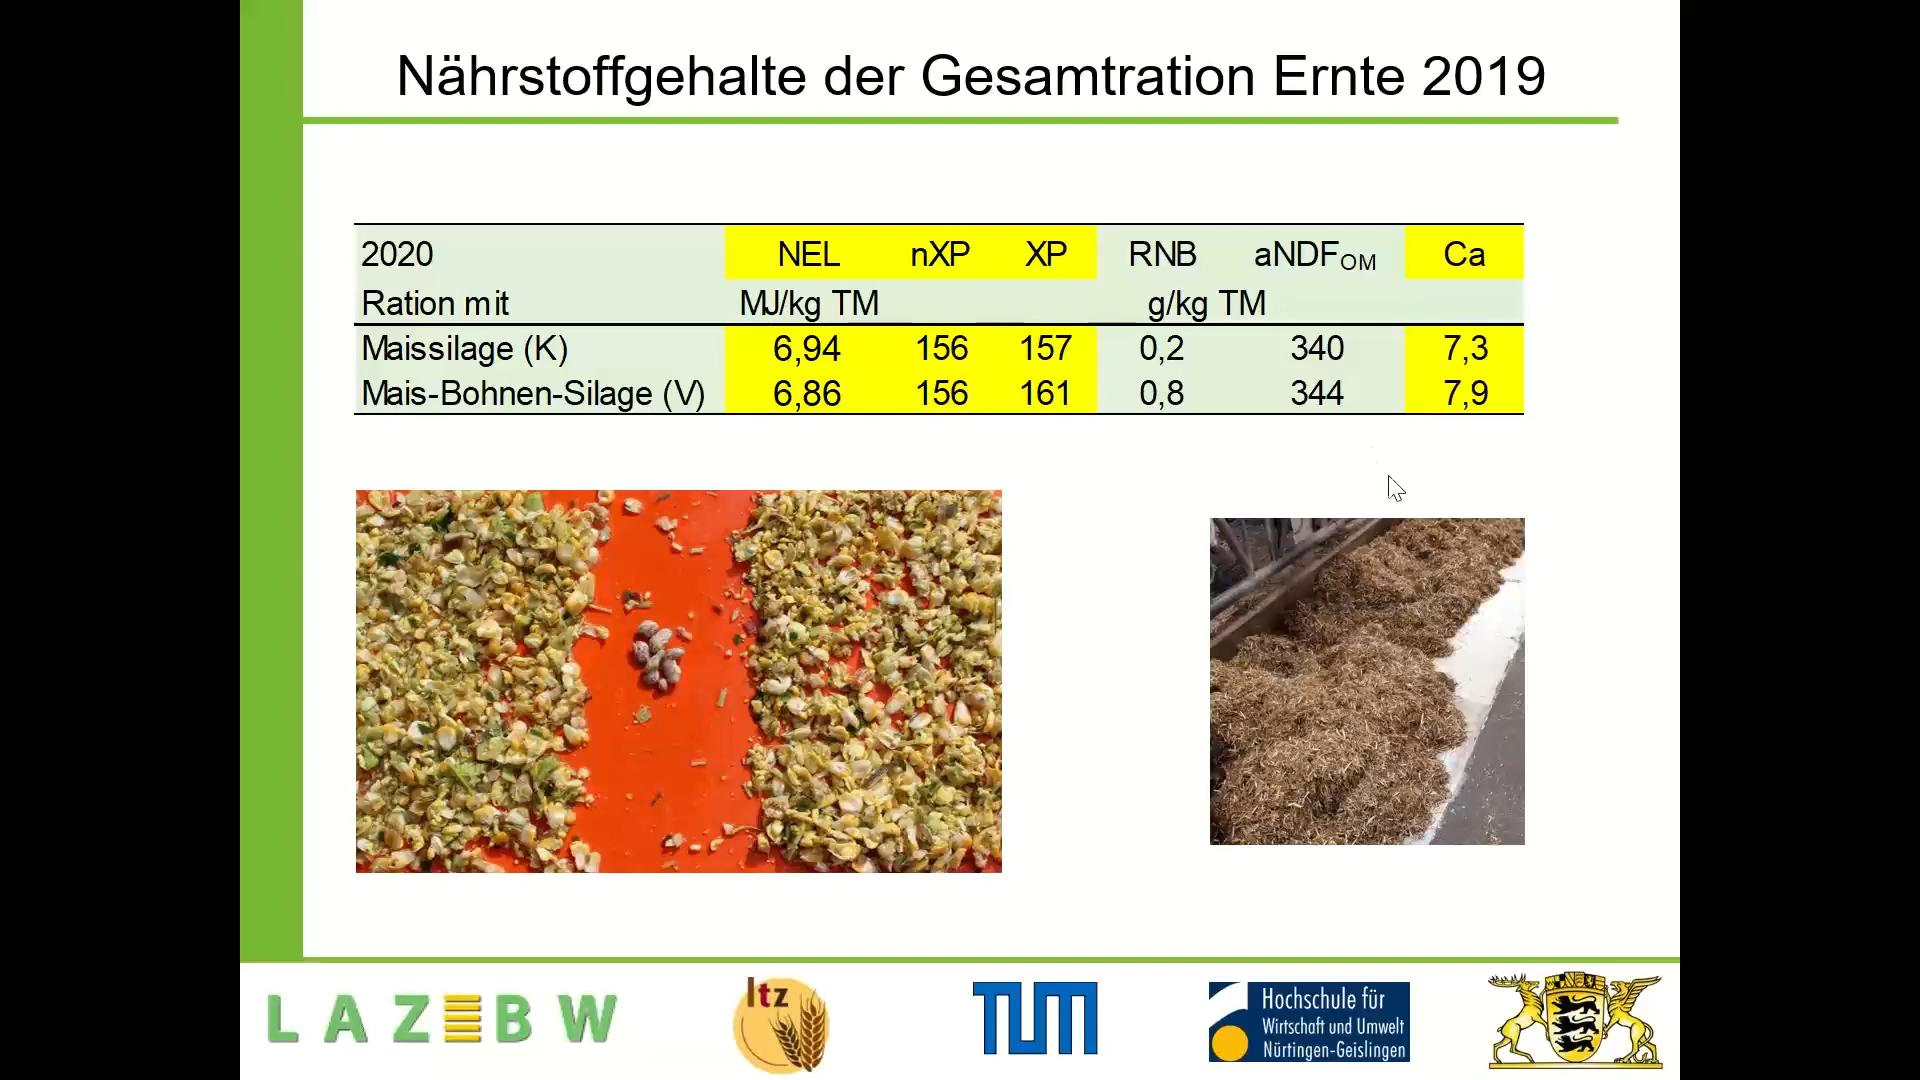 Nährstoffgehalte der Gesamtration Ernte 2019
2020 NEL nXP XP RNB aNDFOM Ca
Ration mit MJ/kg TM g/kg TM
Maissilage (K) 6,94 156 157 0,2 340 7,3
Mais-Bohnen-Silage (V) 6,86 156 161 0,8 344 7,9
LAZBW
ltz
TUM
Hochschule für
Wirtschaft und Umwelt
Nürtingen-Geislingen